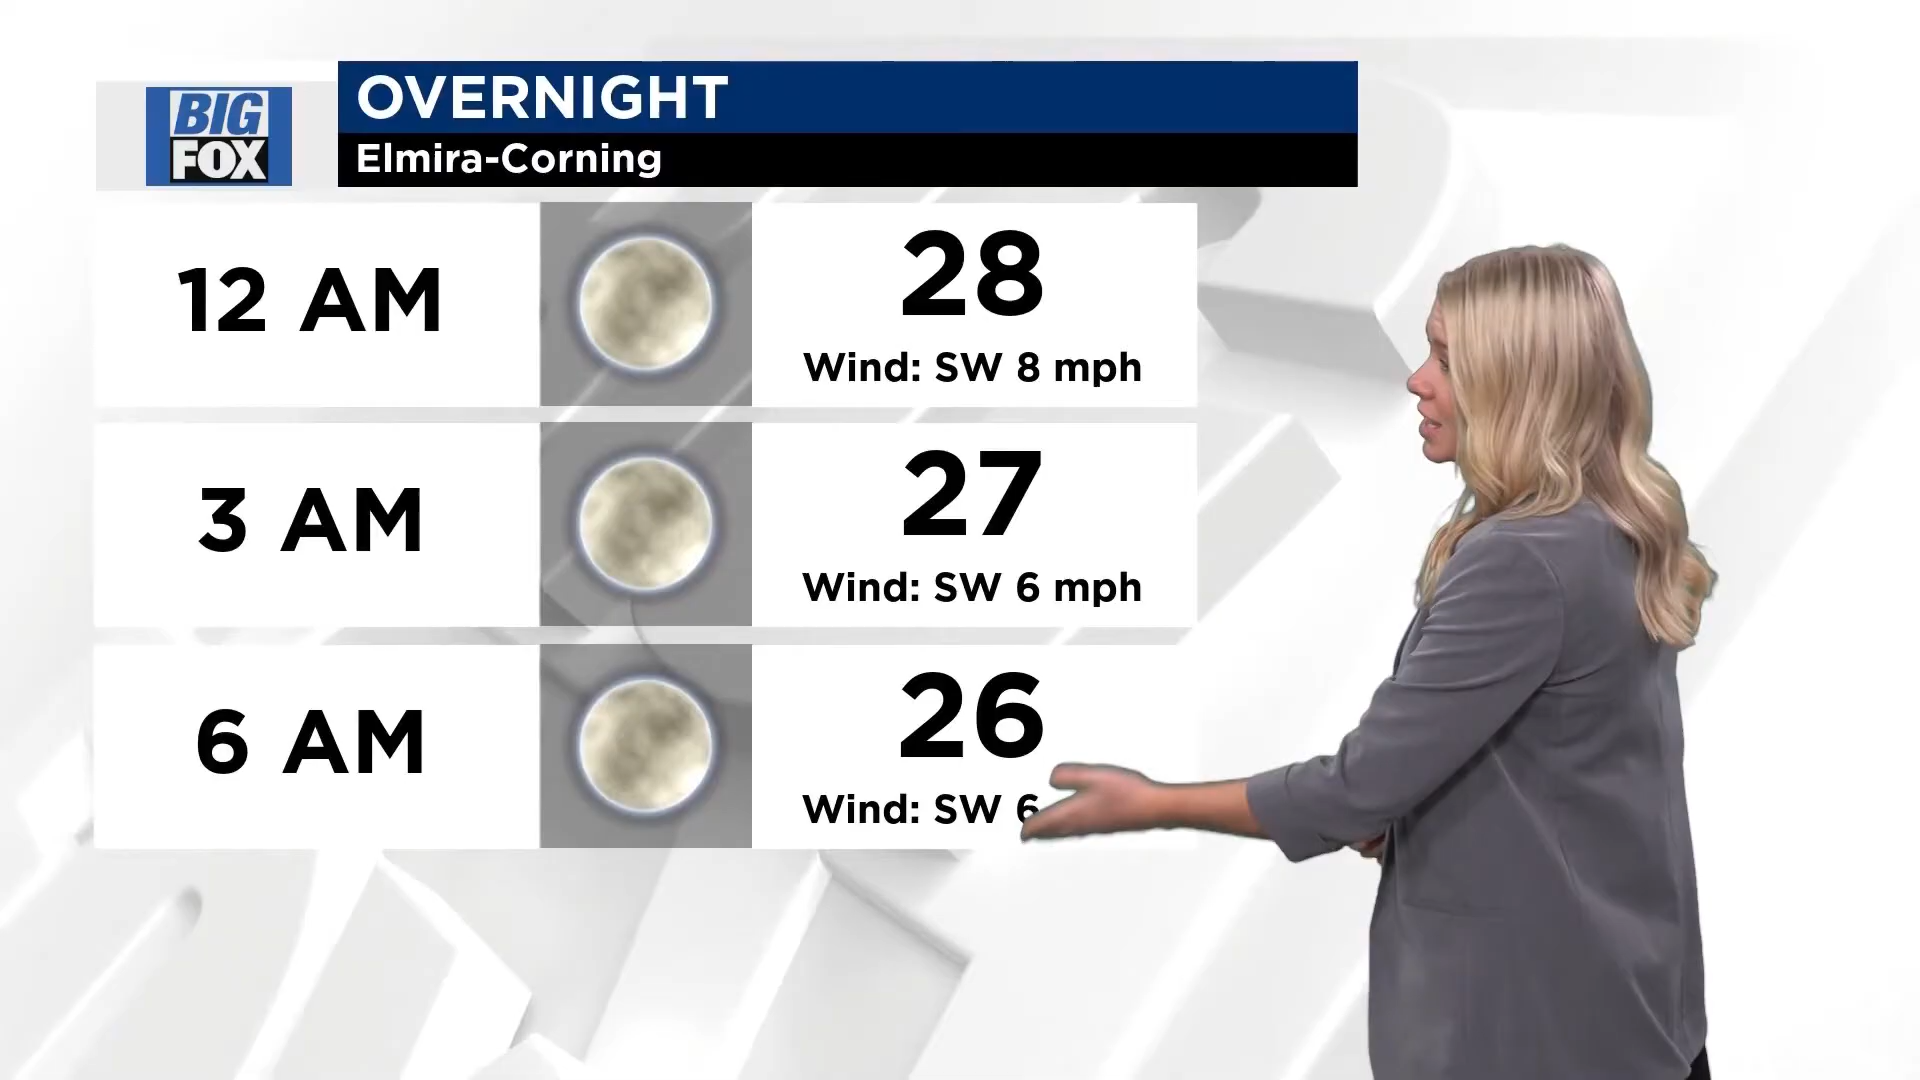 BIG
FOX
OVERNIGHT
Elmira-Corning
12 AM
28
Wind: SW 8 mph
3 AM
27
Wind: SW 6 mph
6 AM
26
Wind: SW 6